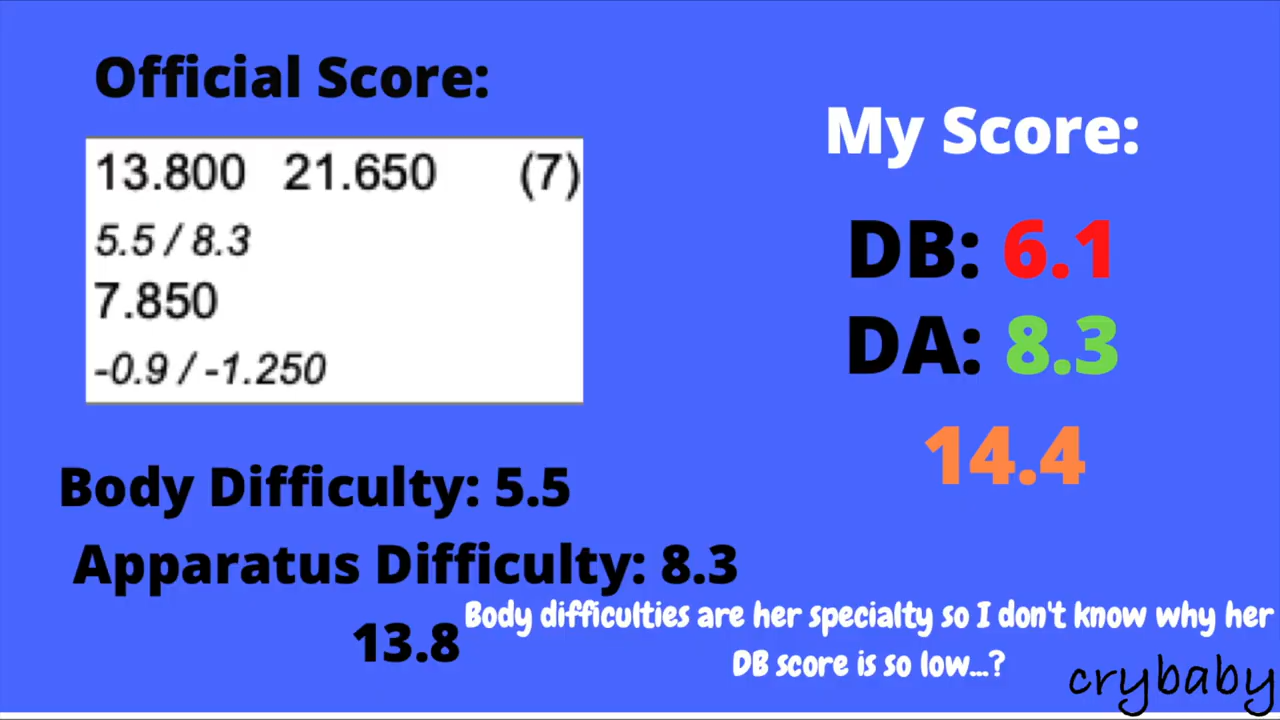 Official Score:
13.800 21.650 (7)
5.5 / 8.3
7.850
-0.9 / -1.250
Body Difficulty: 5.5
Apparatus Difficulty: 8.3
13.8
My Score:
DB: 6.1
DA: 8.3
14.4
Body difficulties are her specialty so I don't know why her
DB score is so low...?
crybaby